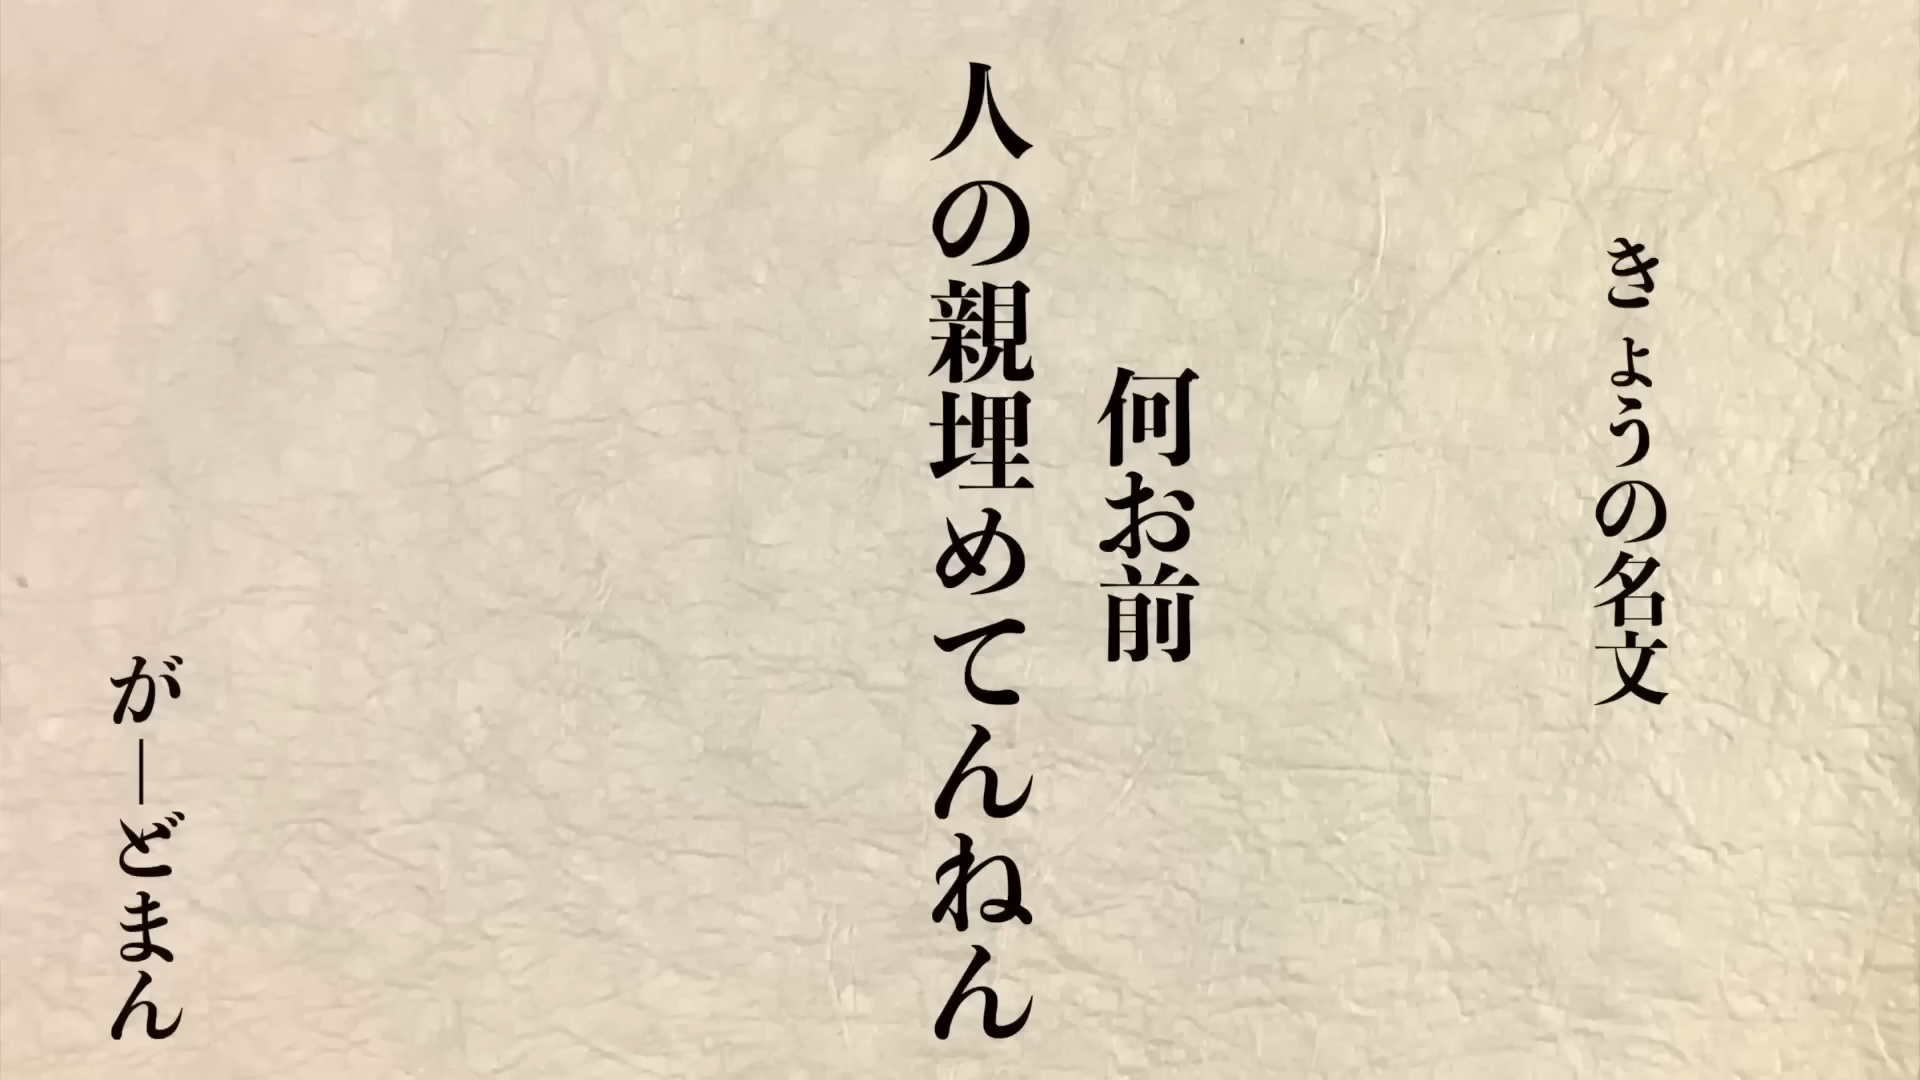 きょうの名文
何お前
人の親埋めてんねん
がーどまん